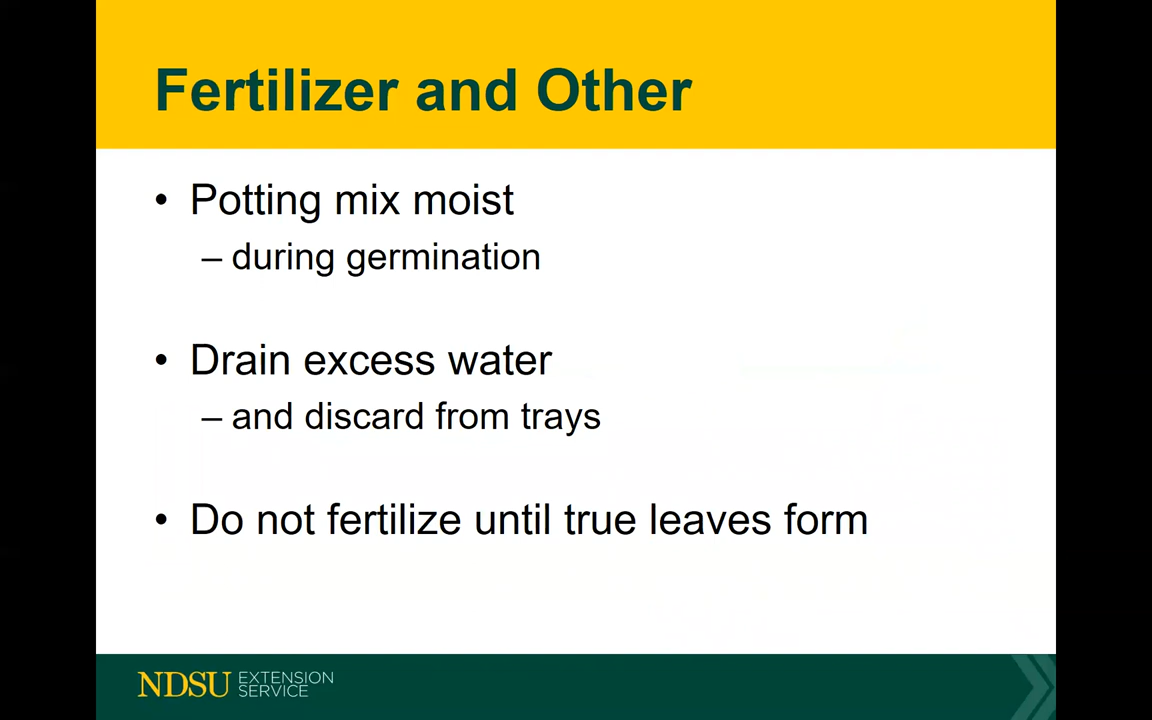 Fertilizer and Other
• Potting mix moist
– during germination
• Drain excess water
– and discard from trays
• Do not fertilize until true leaves form
NDSU EXTENSION
SERVICE